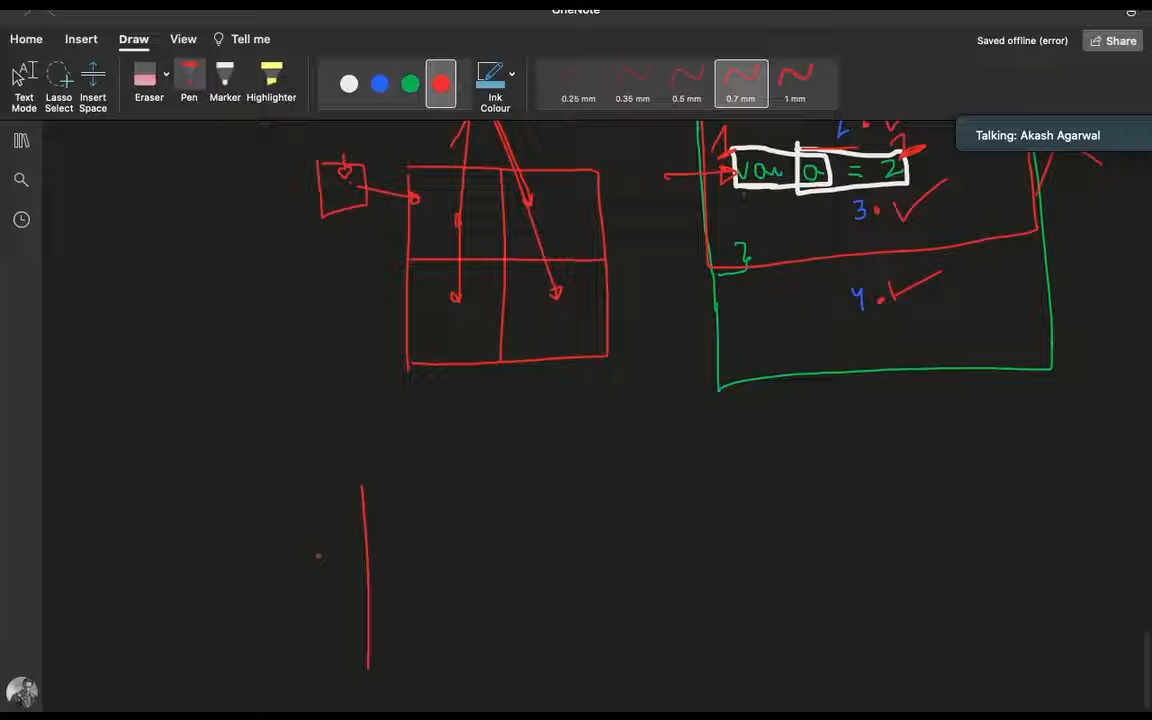 OneNote
Home Insert Draw View Tell me
Saved offline (error) Share
Text Mode
Lasso Select
Insert Space
Eraser
Pen
Marker
Highlighter
Ink Colour
0.25 mm 0.35 mm 0.5 mm 0.7 mm 1 mm
Talking: Akash Agarwal
1
var a = 2
3.
}
4.